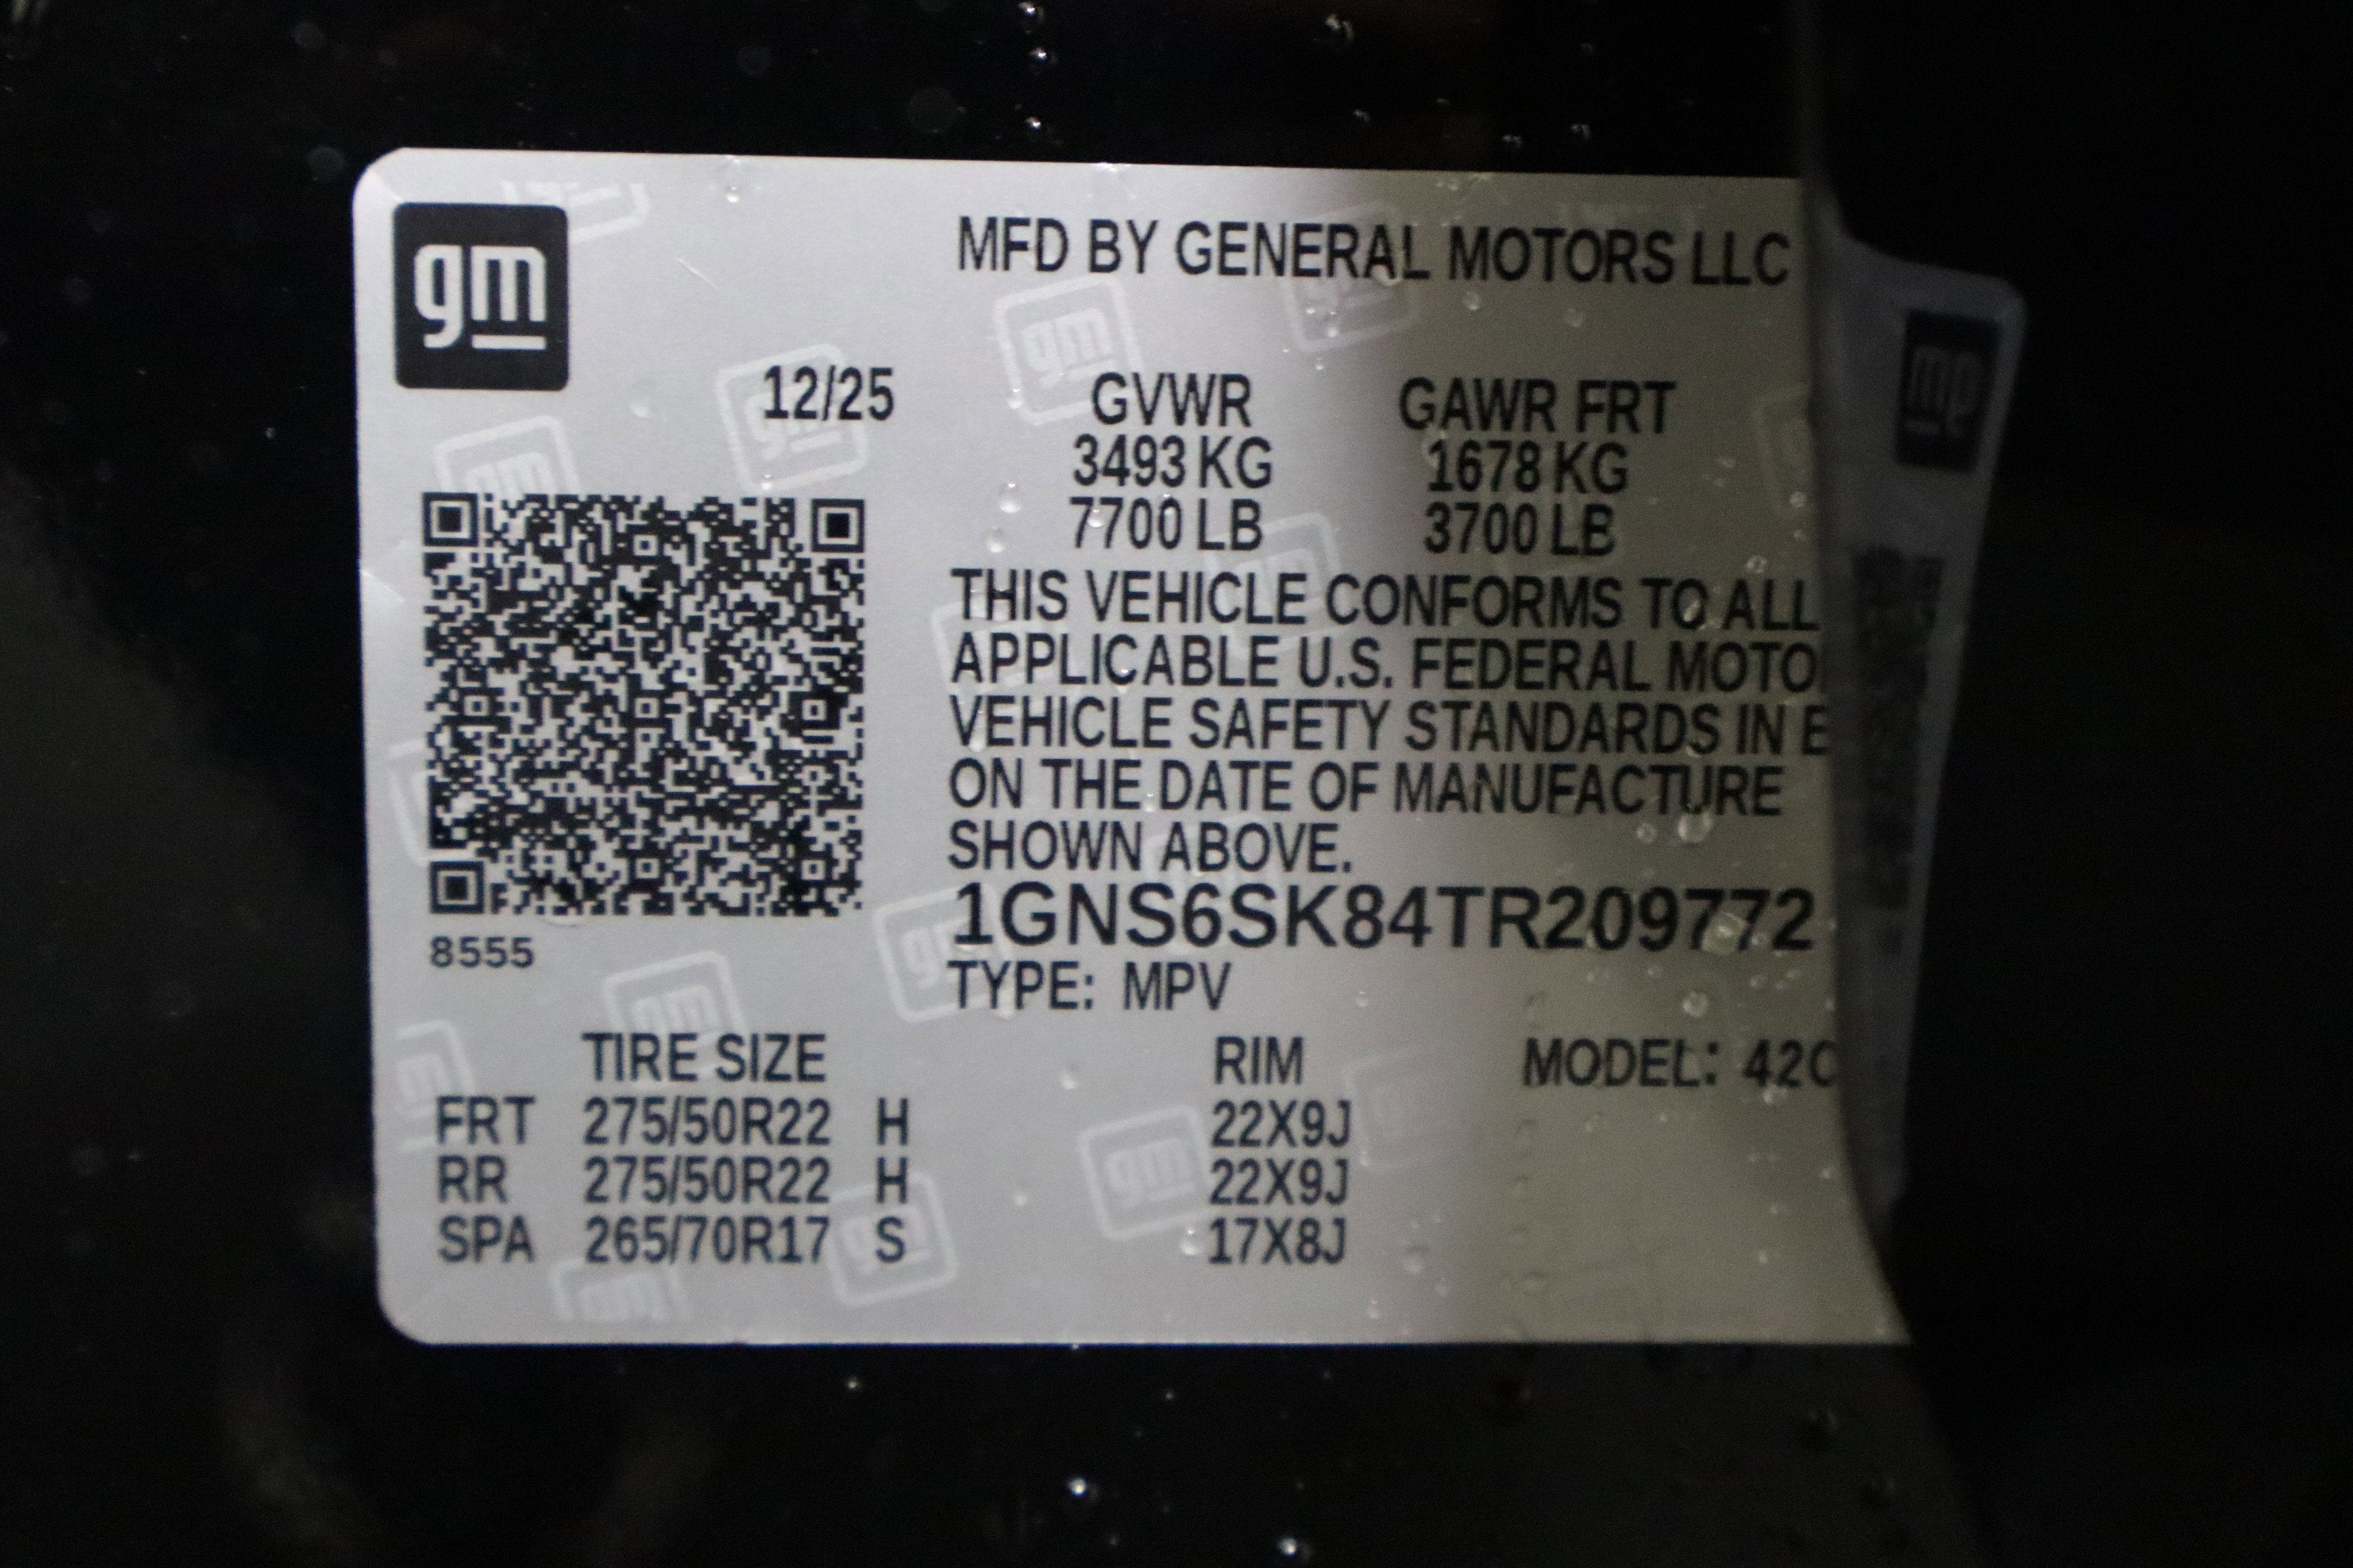 gm
MFD BY GENERAL MOTORS LLC
12/25 GVWR GAWR FRT
3493 KG 1678 KG
7700 LB 3700 LB
THIS VEHICLE CONFORMS TO ALL
APPLICABLE U.S. FEDERAL MOTO
VEHICLE SAFETY STANDARDS IN E
ON THE DATE OF MANUFACTURE
SHOWN ABOVE.
1GNS6SK84TR209772
8555
TYPE: MPV
TIRE SIZE RIM MODEL: 42C
FRT 275/50R22 H 22X9J
RR 275/50R22 H 22X9J
SPA 265/70R17 S 17X8J